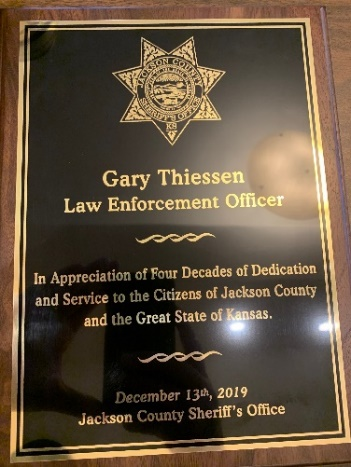 JACKSON COUNTY
SHERIFF'S OFFICE
KS
Gary Thiessen
Law Enforcement Officer
In Appreciation of Four Decades of Dedication
and Service to the Citizens of Jackson County
and the Great State of Kansas.
December 13th, 2019
Jackson County Sheriff's Office